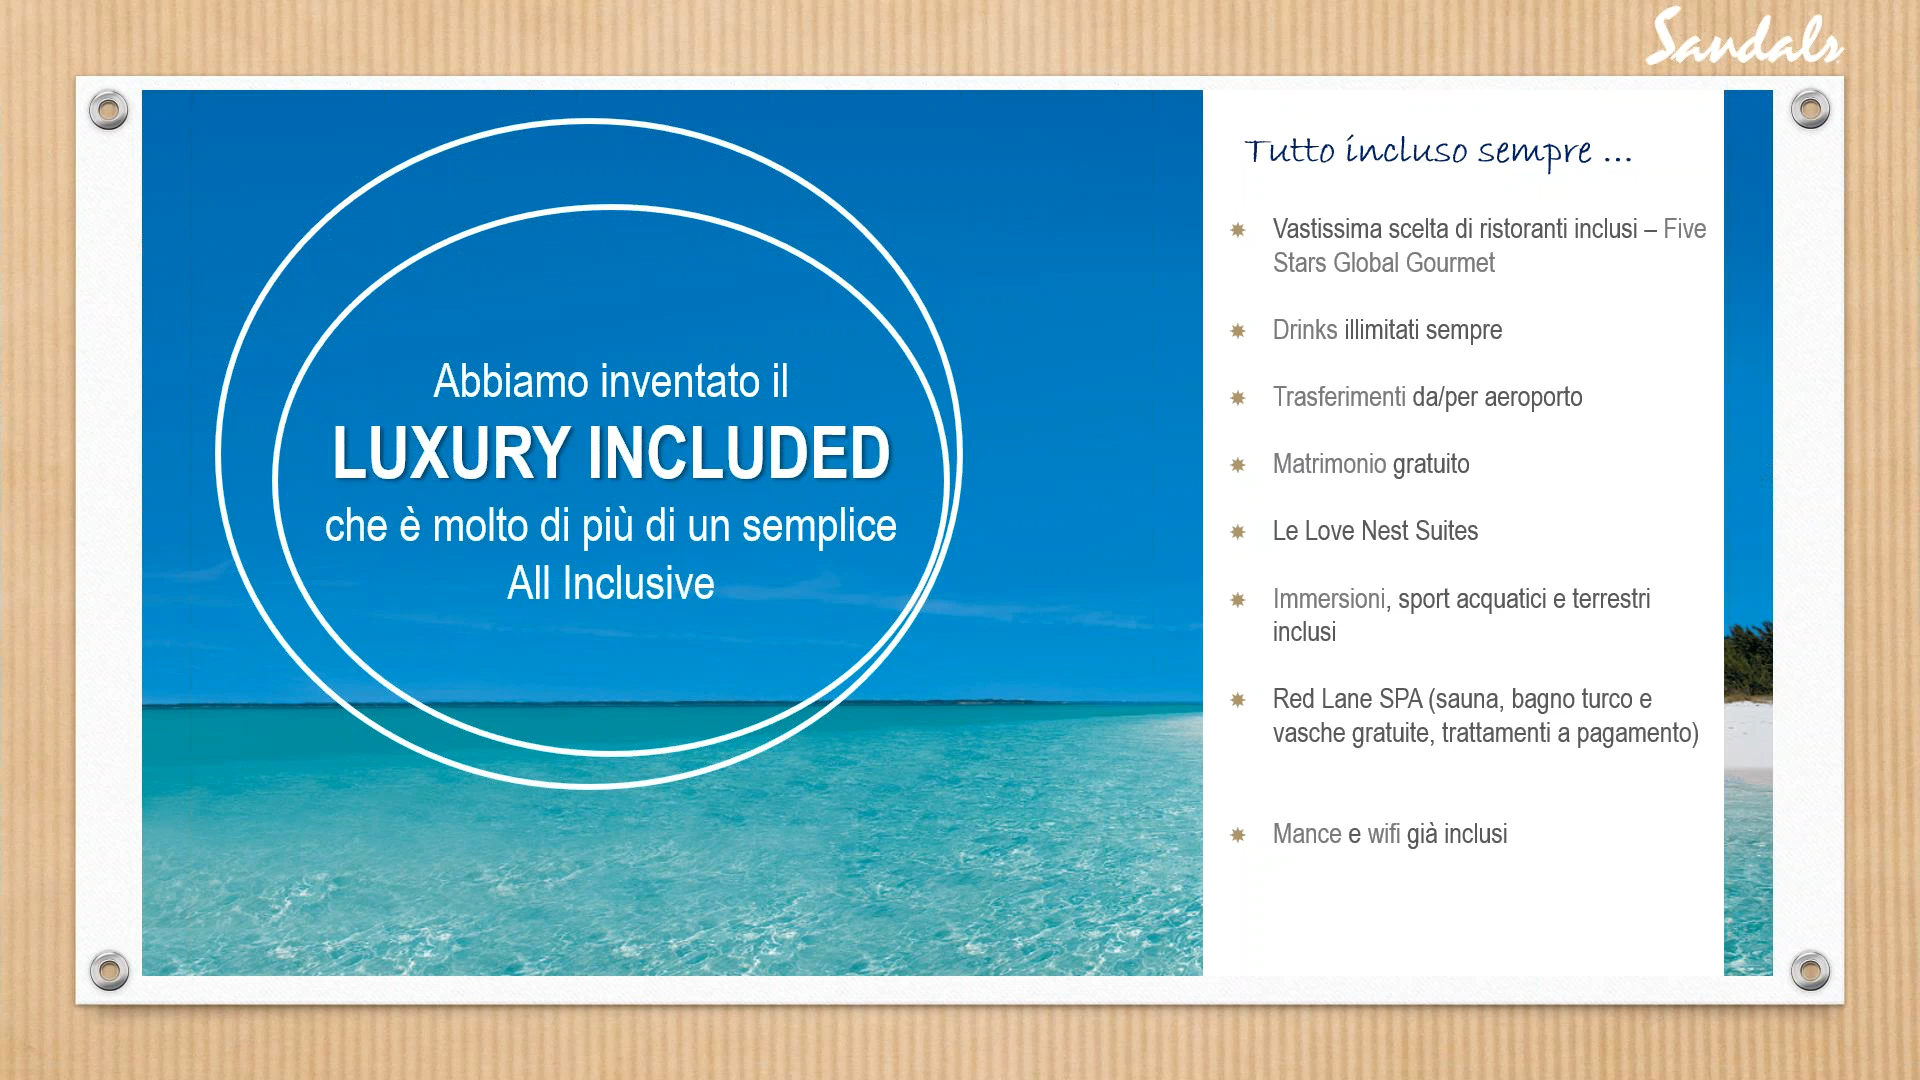 Sandals
Abbiamo inventato il
LUXURY INCLUDED
che è molto di più di un semplice
All Inclusive
Tutto incluso sempre ...
Vastissima scelta di ristoranti inclusi – Five
Stars Global Gourmet
Drinks illimitati sempre
Trasferimenti da/per aeroporto
Matrimonio gratuito
Le Love Nest Suites
Immersioni, sport acquatici e terrestri
inclusi
Red Lane SPA (sauna, bagno turco e
vasche gratuite, trattamenti a pagamento)
Mance e wifi già inclusi